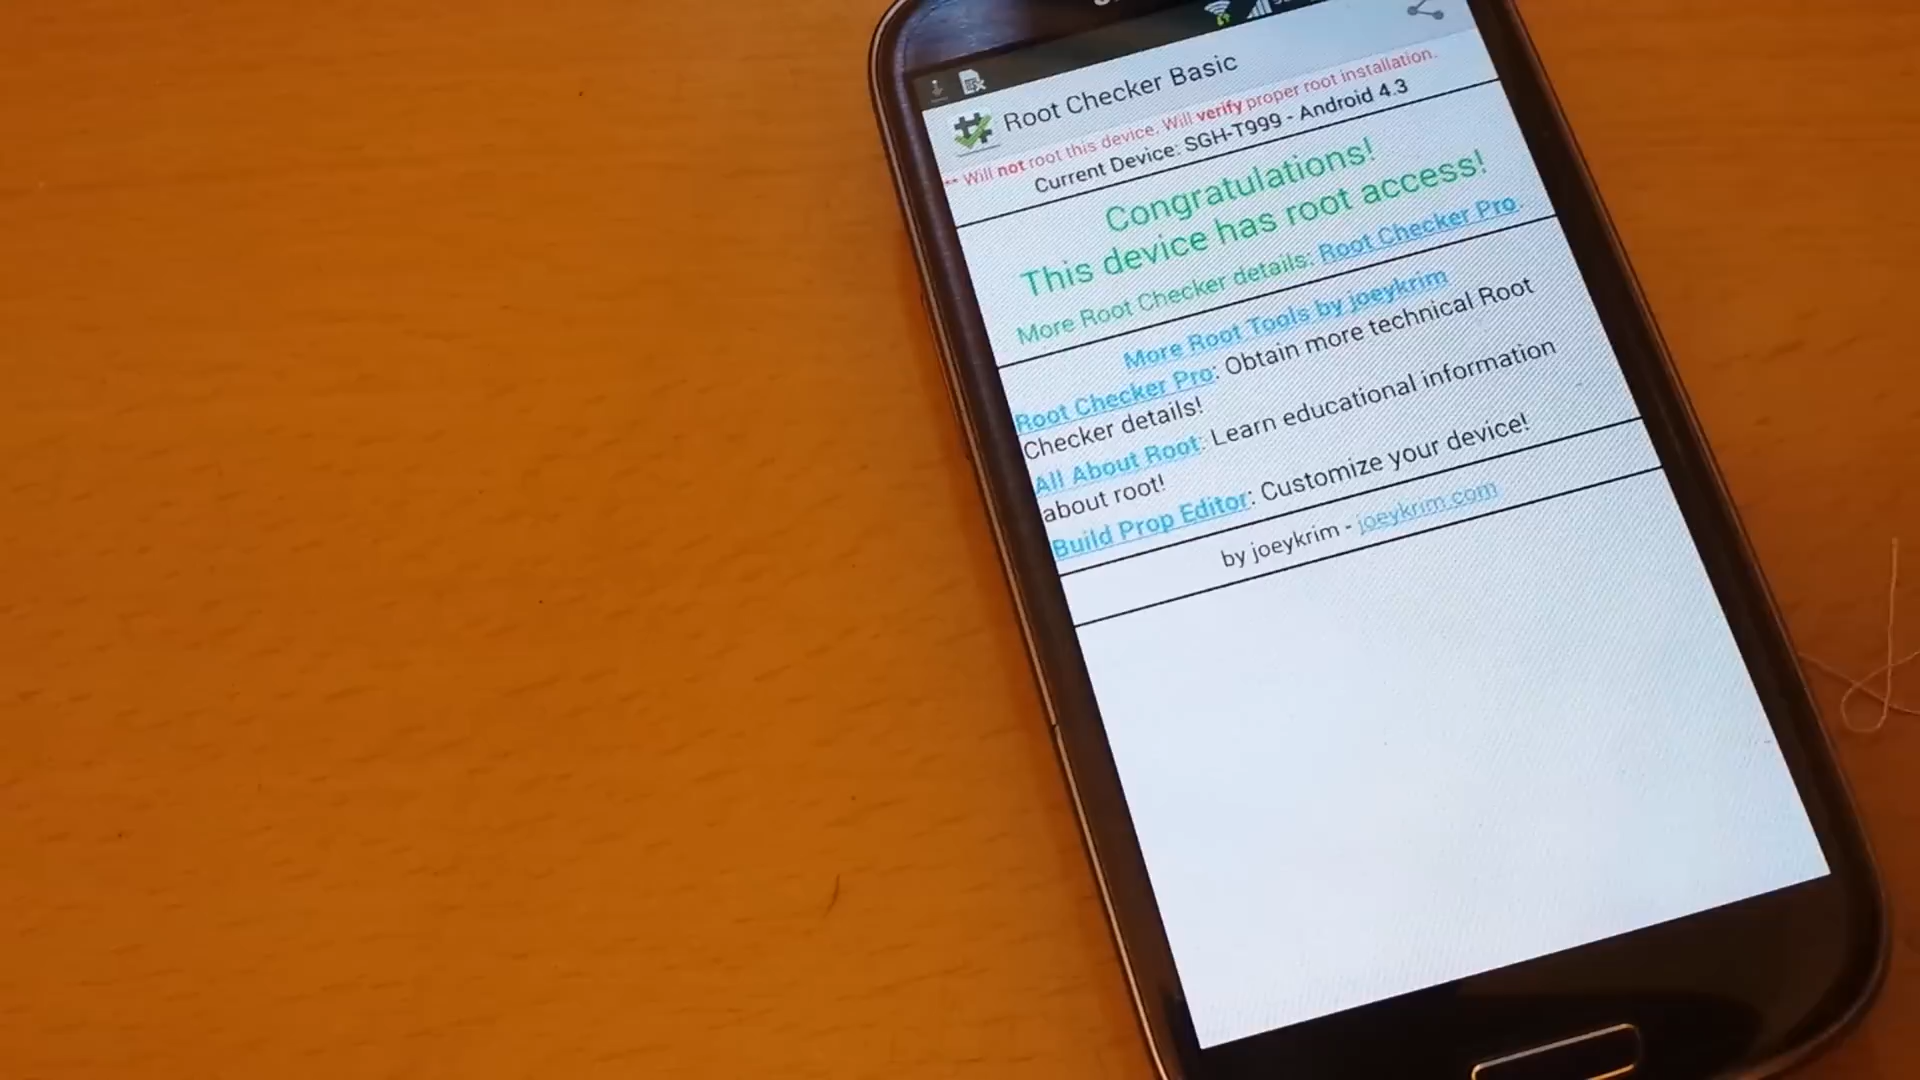 Root Checker Basic
** Will not root this device. Will verify proper root installation.
Current Device: SGH-T999 - Android 4.3
Congratulations!
This device has root access!
More Root Checker details: Root Checker Pro.
More Root Tools by joeykrim
Root Checker Pro: Obtain more technical Root
Checker details!
All About Root: Learn educational information
about root!
Build Prop Editor: Customize your device!
by joeykrim - joeykrim.com